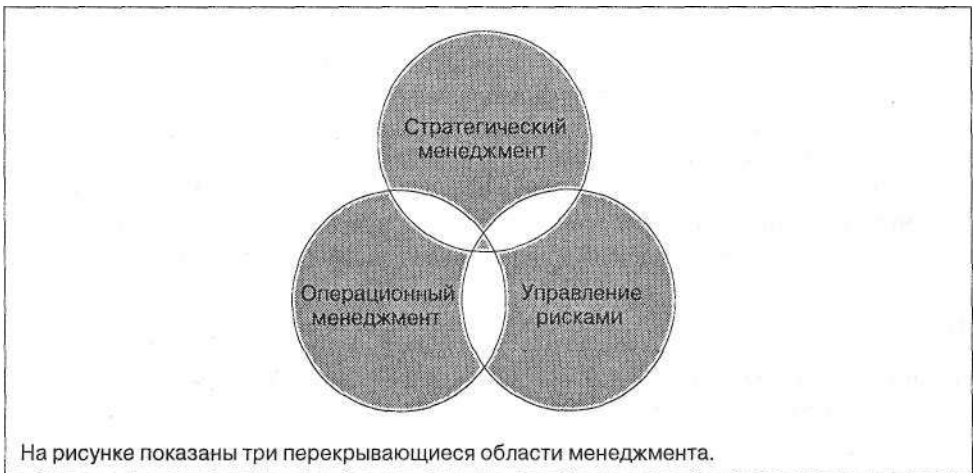 Стратегический
менеджмент
Операционный
менеджмент
Управление
рисками
На рисунке показаны три перекрывающиеся области менеджмента.